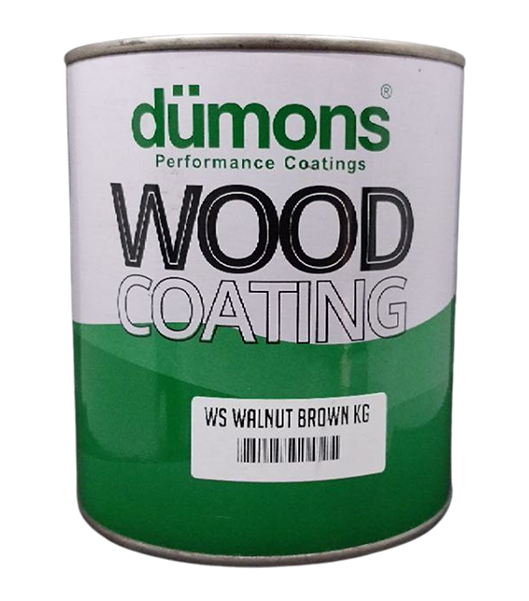 dümons®
Performance Coatings
WOOD
COATING
WS WALNUT BROWN KG